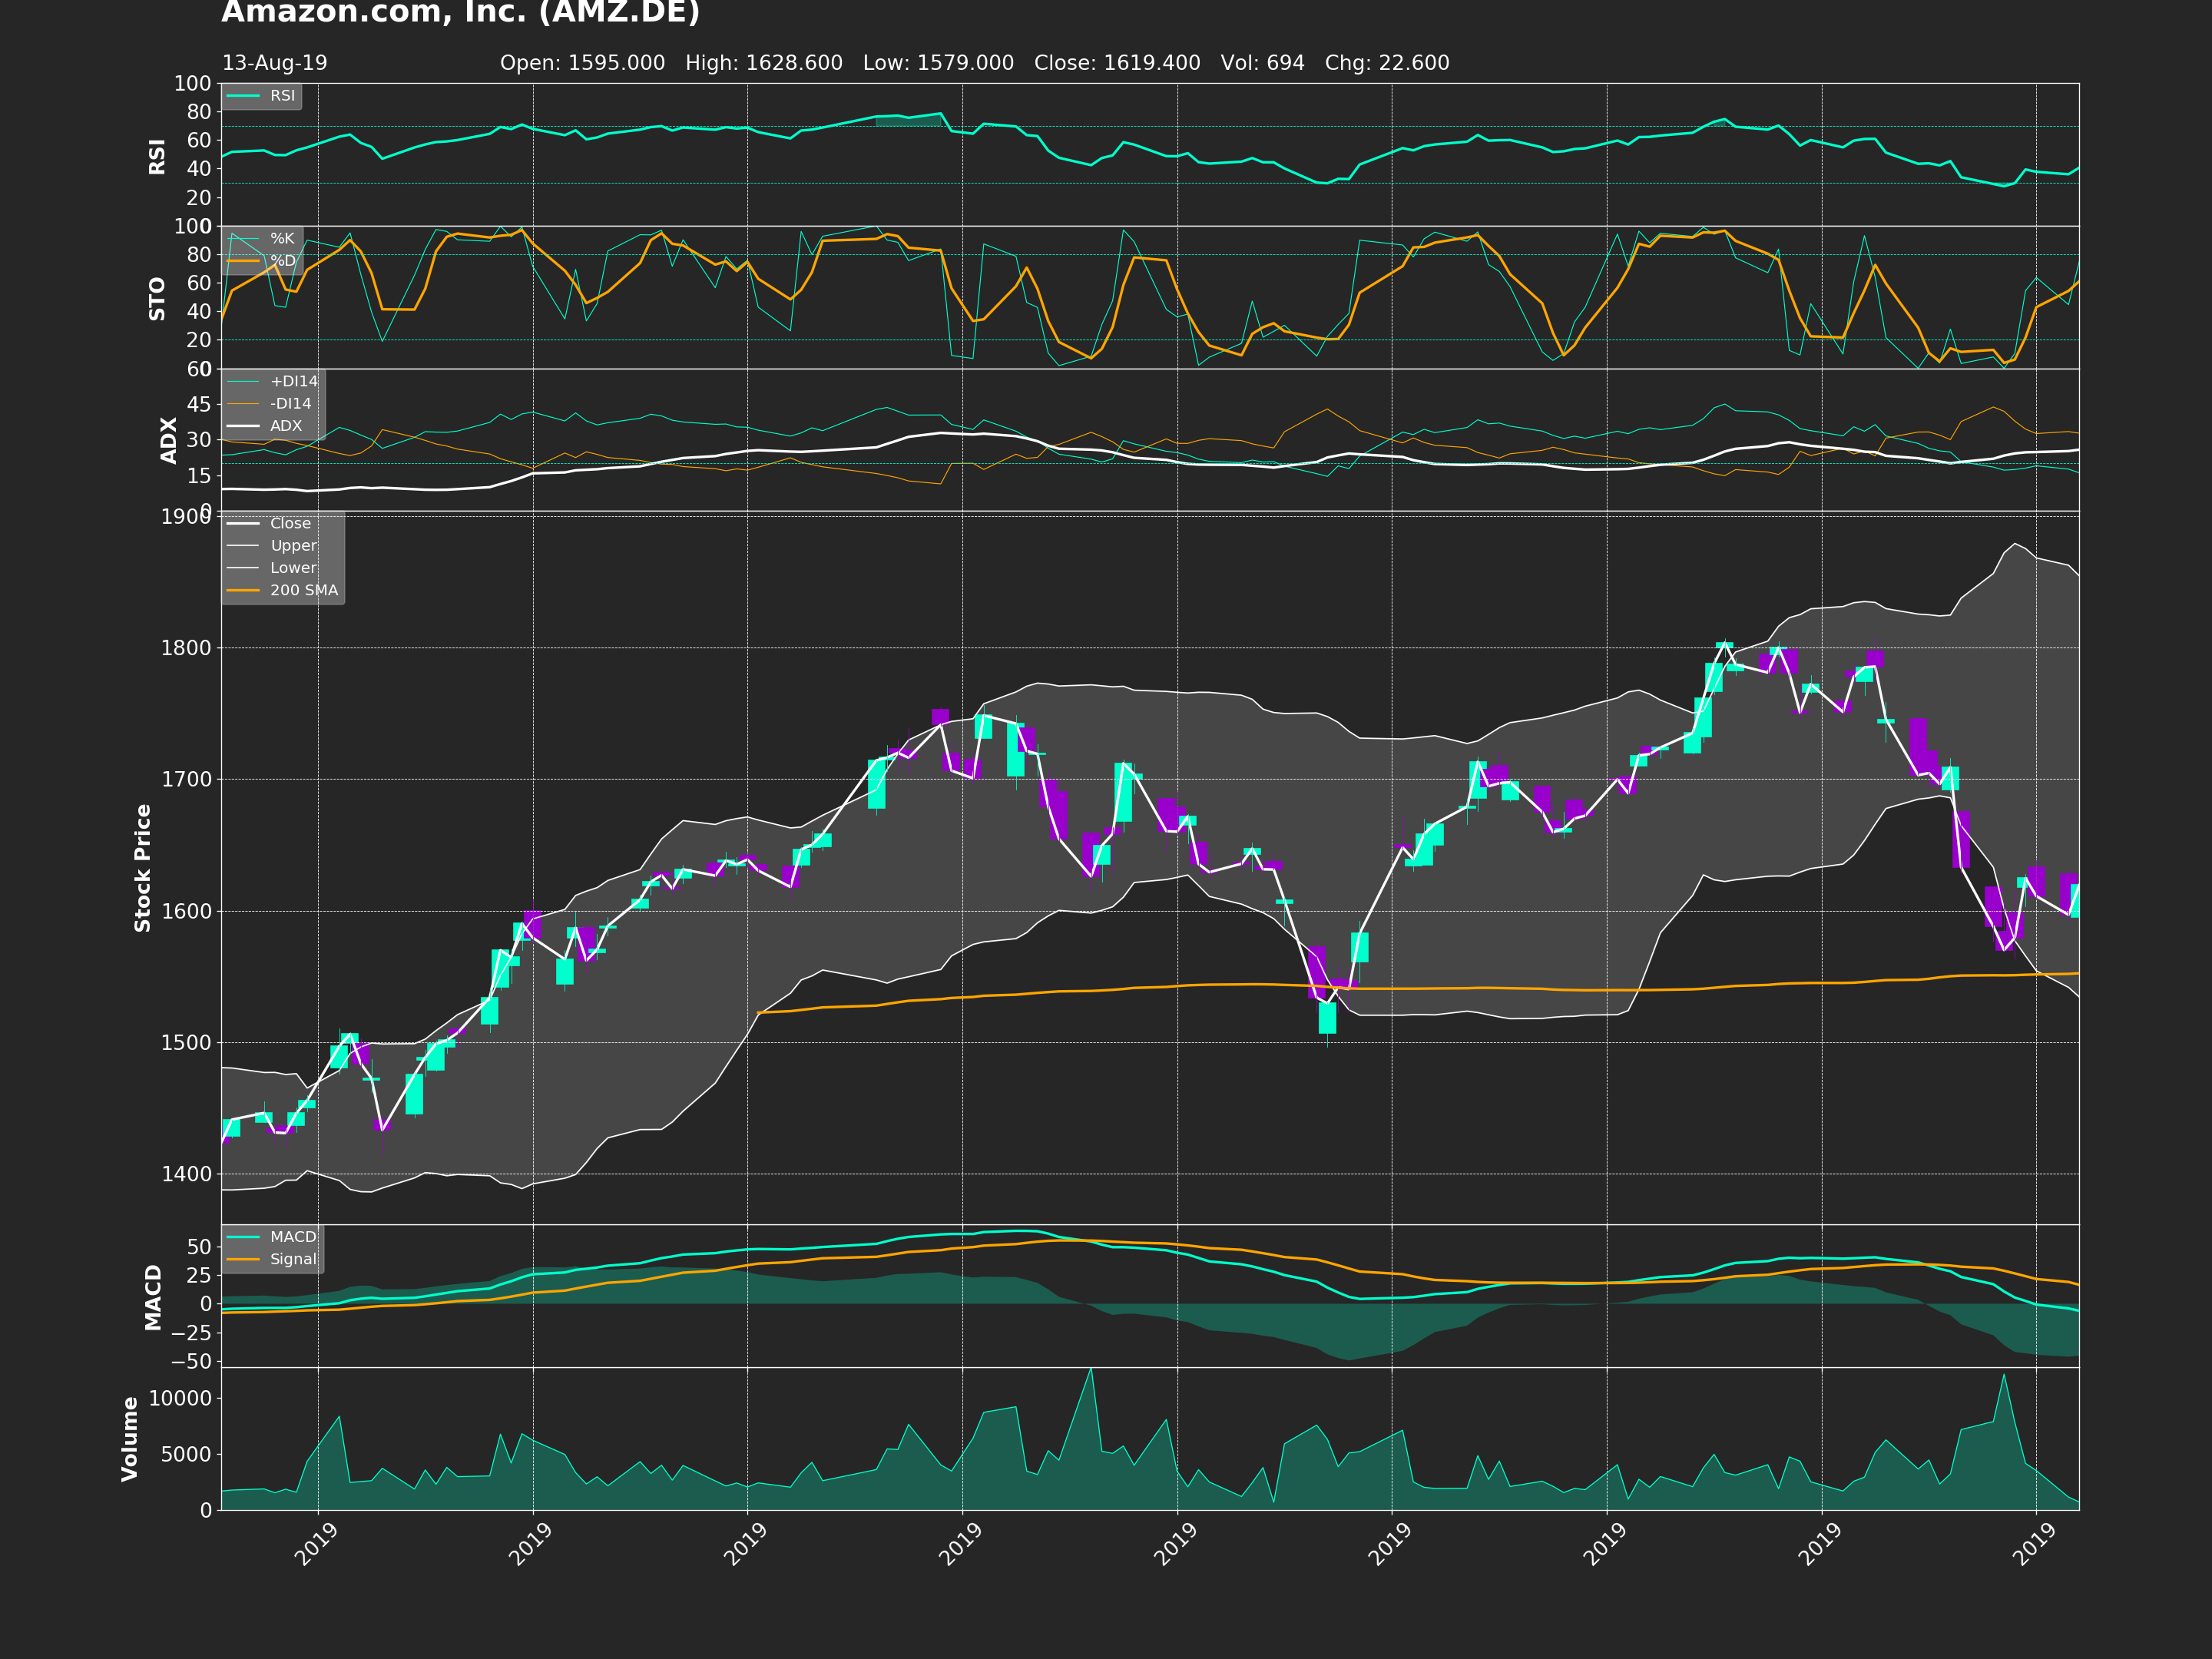 Amazon.com, Inc. (AMZ.DE)
13-Aug-19 Open: 1595.000 High: 1628.600 Low: 1579.000 Close: 1619.400 Vol: 694 Chg: 22.600
RSI
100
80
60
40
20
0
RSI
STO
100
80
60
40
20
0
%K
%D
ADX
60
45
30
15
0
+DI14
-DI14
ADX
Stock Price
1900
1800
1700
1600
1500
1400
Close
Upper
Lower
200 SMA
MACD
50
25
0
−25
−50
MACD
Signal
Volume
10000
5000
0
2019 2019 2019 2019 2019 2019 2019 2019 2019